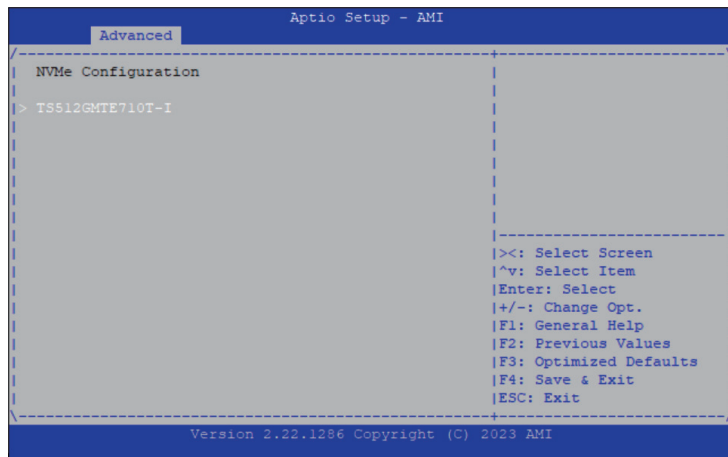 Aptio Setup - AMI
Advanced
NVMe Configuration
> TS512GMTE710T-I
><: Select Screen
^v: Select Item
Enter: Select
+/-: Change Opt.
F1: General Help
F2: Previous Values
F3: Optimized Defaults
F4: Save & Exit
ESC: Exit
Version 2.22.1286 Copyright (C) 2023 AMI